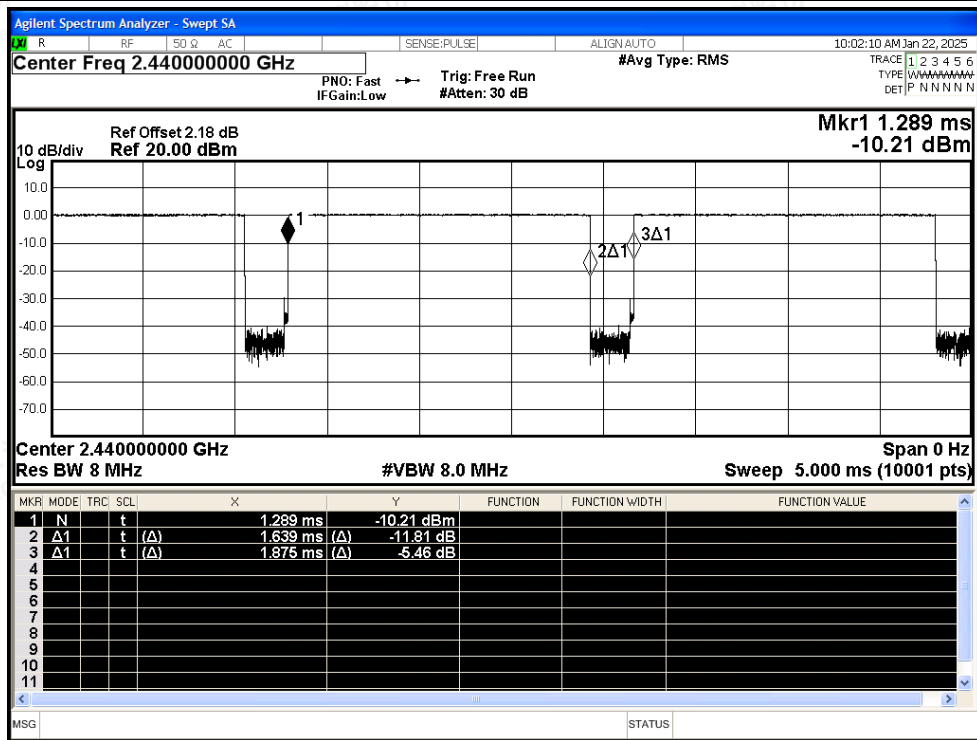 Agilent Spectrum Analyzer - Swept SA
LXI R RF 50 Ω AC SENSE:PULSE ALIGN AUTO 10:02:10 AM Jan 22, 2025
Center Freq 2.440000000 GHz
PNO: Fast
IFGain:Low
Trig: Free Run
#Atten: 30 dB
#Avg Type: RMS
TRACE 1 2 3 4 5 6
TYPE W
DET P N N N N N
Mkr1 1.289 ms
-10.21 dBm
Ref Offset 2.18 dB
10 dB/div Ref 20.00 dBm
Log
10.0
0.00
-10.0
-20.0
-30.0
-40.0
-50.0
-60.0
-70.0
1
2Δ1
3Δ1
Center 2.440000000 GHz Span 0 Hz
Res BW 8 MHz #VBW 8.0 MHz Sweep 5.000 ms (10001 pts)
MKR MODE TRC SCL X Y FUNCTION FUNCTION WIDTH FUNCTION VALUE
1 N t 1.289 ms -10.21 dBm
2 Δ1 t (Δ) 1.639 ms (Δ) -11.81 dB
3 Δ1 t (Δ) 1.875 ms (Δ) -5.46 dB
4
5
6
7
8
9
10
11
MSG STATUS